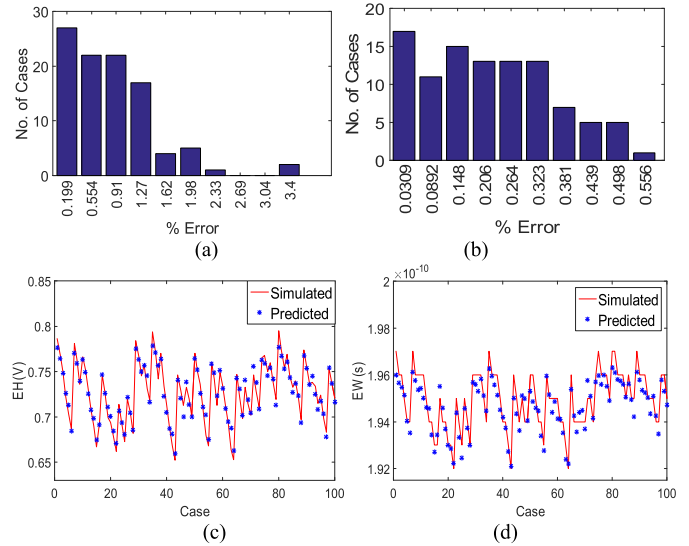 30
20
10
0
No. of Cases
0.199 0.554 0.91 1.27 1.62 1.98 2.33 2.69 3.04 3.4
% Error
(a)
20
15
10
5
0
No. of Cases
0.0309 0.0892 0.148 0.206 0.264 0.323 0.381 0.439 0.498 0.556
% Error
(b)
0.85
0.8
0.75
0.7
0.65
EH(V)
Simulated
Predicted
0 20 40 60 80 100
Case
(c)
×10⁻¹⁰
2
1.98
1.96
1.94
1.92
EW(s)
Simulated
Predicted
0 20 40 60 80 100
Case
(d)